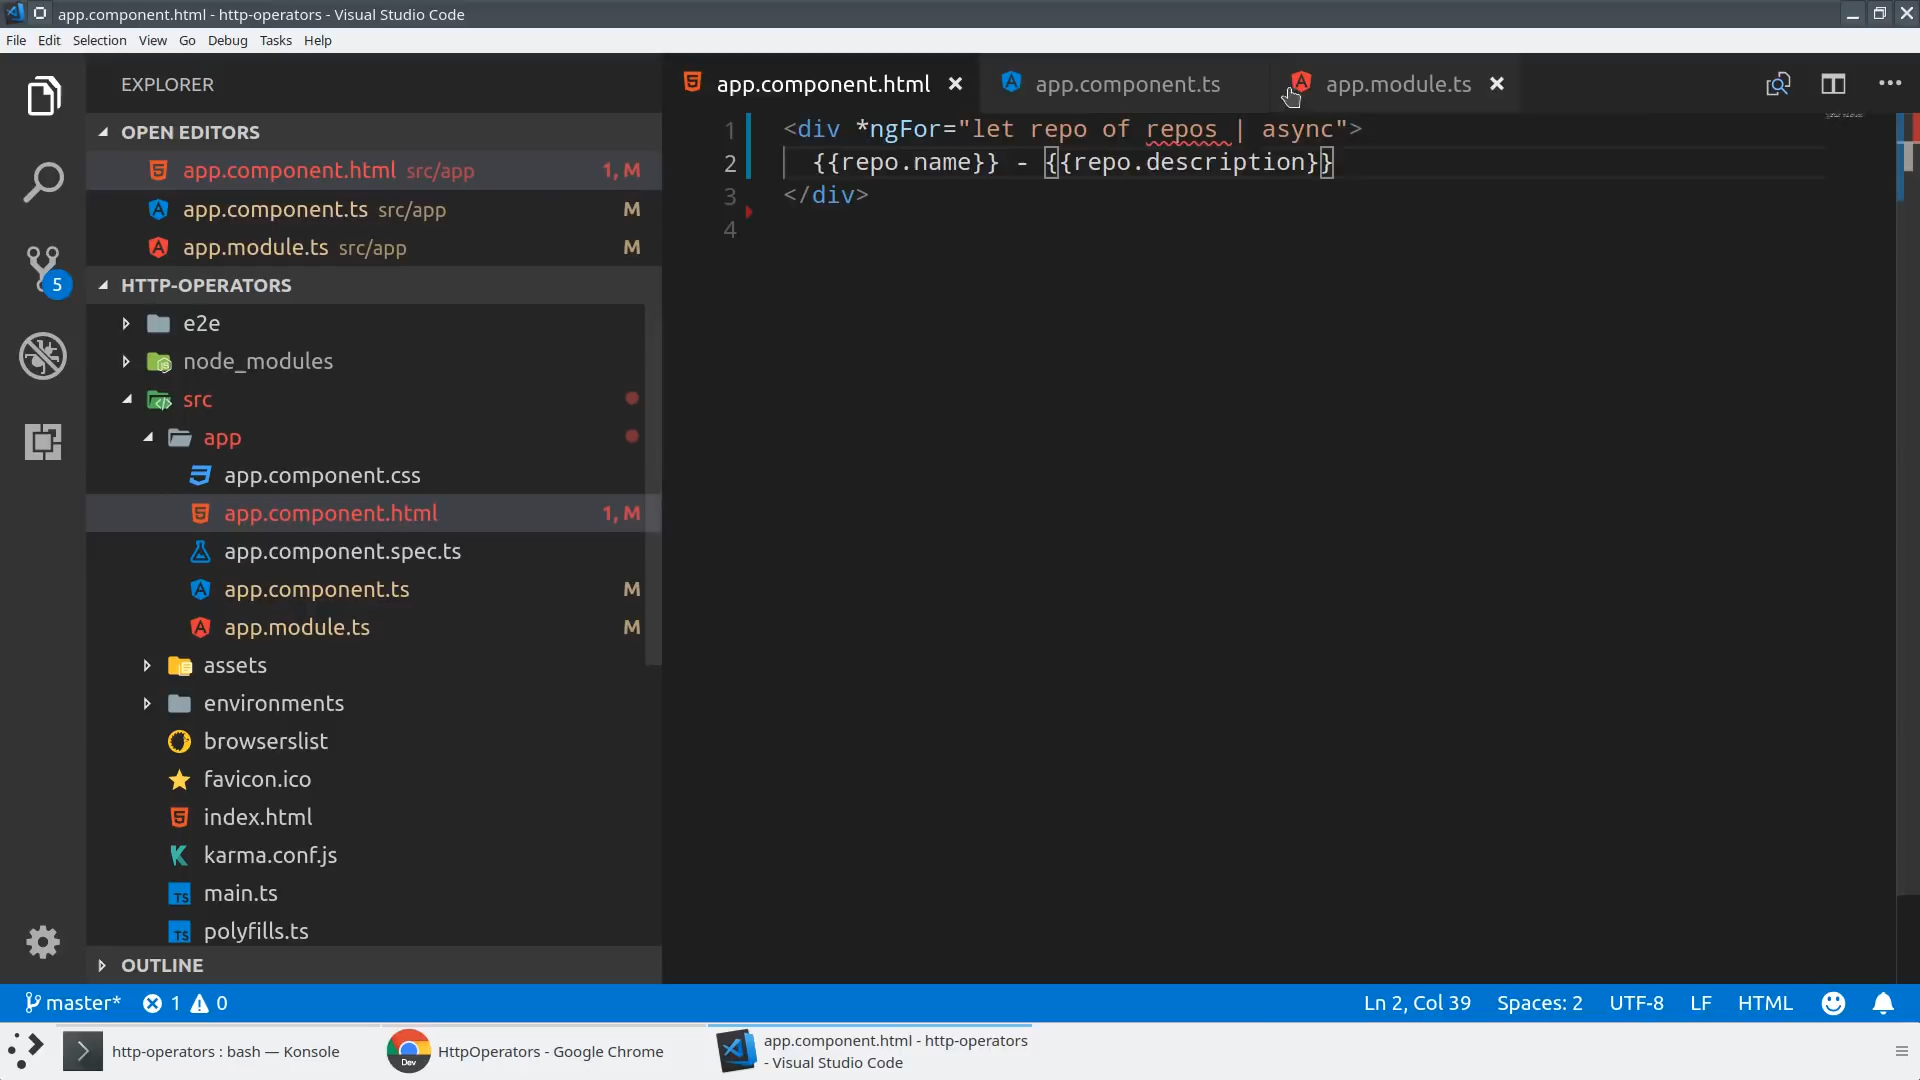 app.component.html - http-operators - Visual Studio Code
File Edit Selection View Go Debug Tasks Help
EXPLORER
app.component.html
app.component.ts
app.module.ts
OPEN EDITORS
app.component.html src/app 1, M
app.component.ts src/app M
app.module.ts src/app M
HTTP-OPERATORS
e2e
node_modules
src
app
app.component.css
app.component.html 1, M
app.component.spec.ts
app.component.ts M
app.module.ts M
assets
environments
browserslist
favicon.ico
index.html
karma.conf.js
main.ts
polyfills.ts
OUTLINE
5
1 <div *ngFor="let repo of repos | async">
2 {{repo.name}} - {{repo.description}}
3 </div>
4
master* 1 0
Ln 2, Col 39 Spaces: 2 UTF-8 LF HTML
http-operators : bash — Konsole
Dev
HttpOperators - Google Chrome
app.component.html - http-operators
- Visual Studio Code